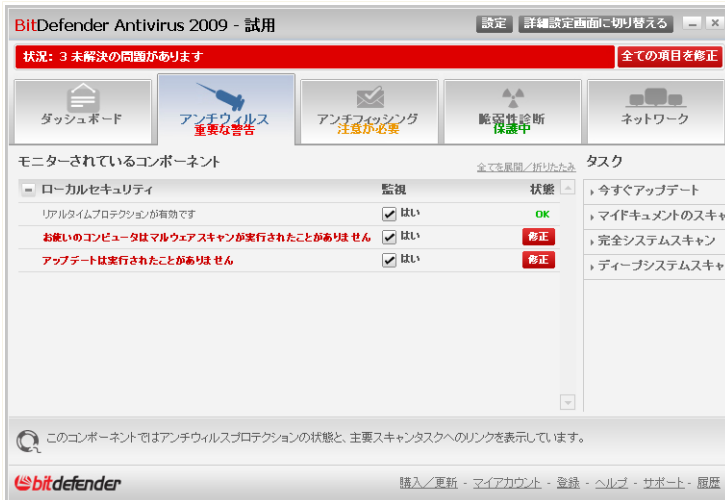 BitDefender Antivirus 2009 - 試用
設定 詳細設定画面に切り替える
状況: 3 未解決の問題があります
全ての項目を修正
ダッシュボード
アンチウィルス
重要な警告
アンチフィッシング
注意が必要
脆弱性診断
保護中
ネットワーク
モニターされているコンポーネント
全てを展開/折りたたみ
タスク
ローカルセキュリティ 監視 状態
リアルタイムプロテクションが有効です はい OK
お使いのコンピュータはマルウェアスキャンが実行されたことがありません はい 修正
アップデートは実行されたことがありません はい 修正
今すぐアップデート
マイドキュメントのスキャ
完全システムスキャン
ディープシステムスキャ
このコンポーネントではアンチウィルスプロテクションの状態と、主要スキャンタスクへのリンクを表示しています。
bitdefender
購入/更新 - マイアカウント - 登録 - ヘルプ - サポート - 履歴